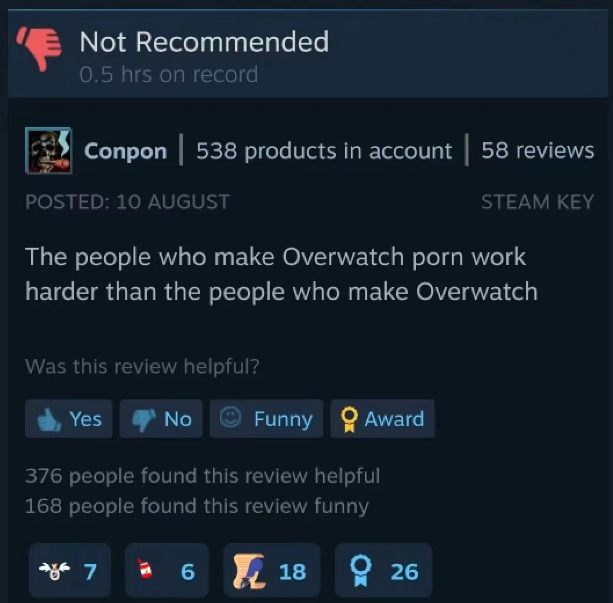 Not Recommended
0.5 hrs on record
Conpon | 538 products in account | 58 reviews
POSTED: 10 AUGUST STEAM KEY
The people who make Overwatch porn work
harder than the people who make Overwatch
Was this review helpful?
Yes No Funny Award
376 people found this review helpful
168 people found this review funny
7 6 18 26